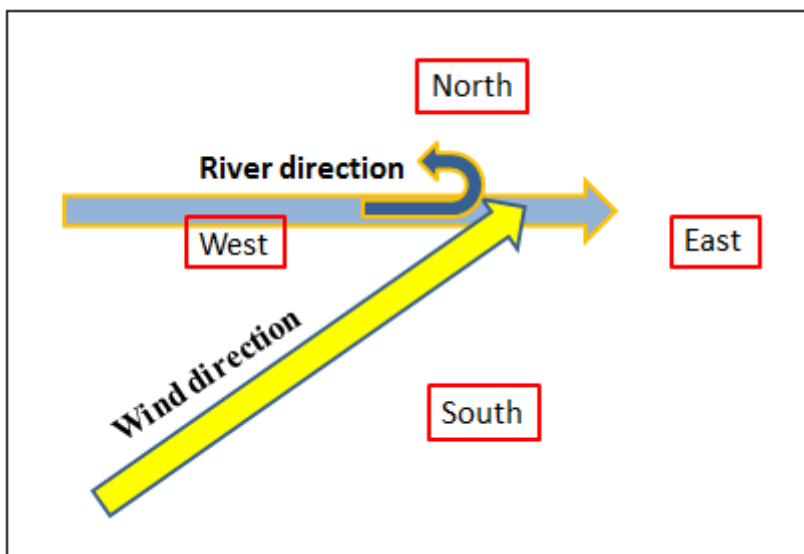 North
River direction
West
East
Wind direction
South